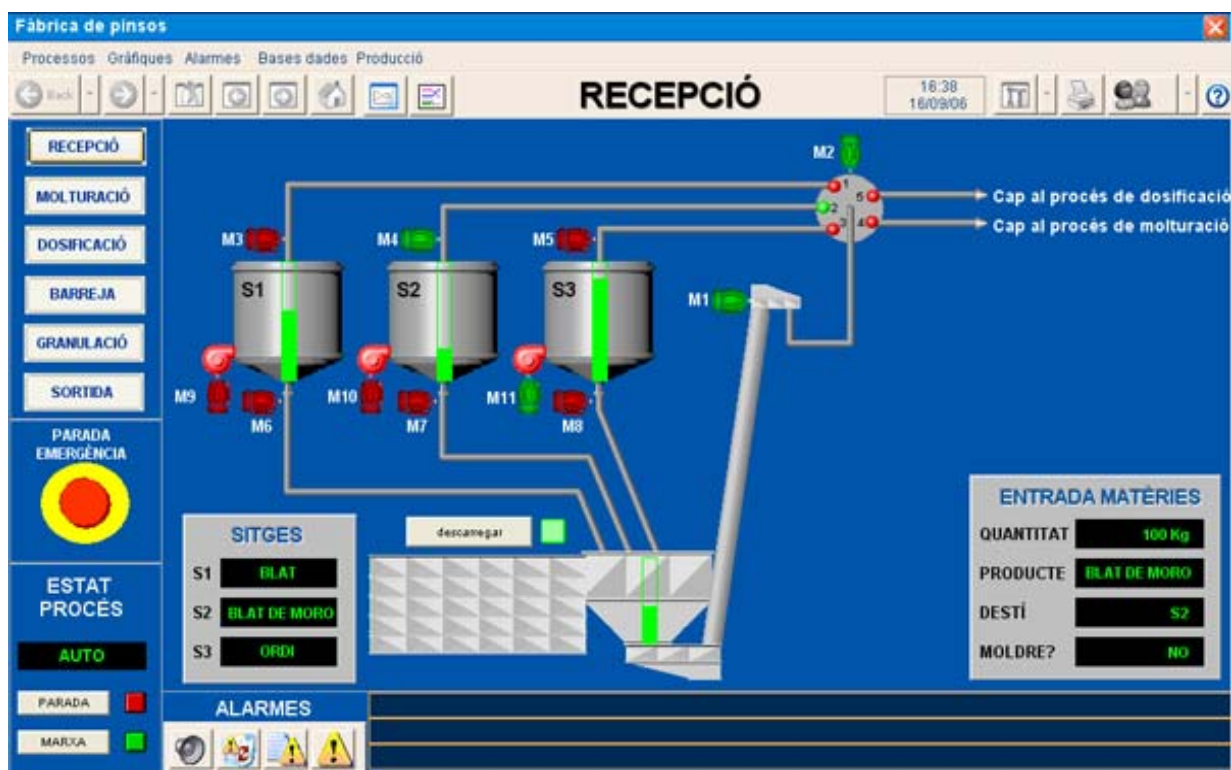 Fàbrica de pinsos
Processos Gràfiques Alarmes Bases dades Producció
Back
RECEPCIÓ
16:38
16/09/06
RECEPCIÓ
MOLTURACIÓ
DOSIFICACIÓ
BARREJA
GRANULACIÓ
SORTIDA
PARADA
EMERGÈNCIA
ESTAT
PROCÉS
AUTO
PARADA
MARXA
M2
1
2
3
4
5
Cap al procés de dosificació
Cap al procés de molturació
M3
M4
M5
S1
S2
S3
M1
M9
M10
M11
M6
M7
M8
SITGES
S1 BLAT
S2 BLAT DE MORO
S3 ORDI
descarregar
ENTRADA MATÈRIES
QUANTITAT 100 Kg
PRODUCTE BLAT DE MORO
DESTÍ S2
MOLDRE? NO
ALARMES